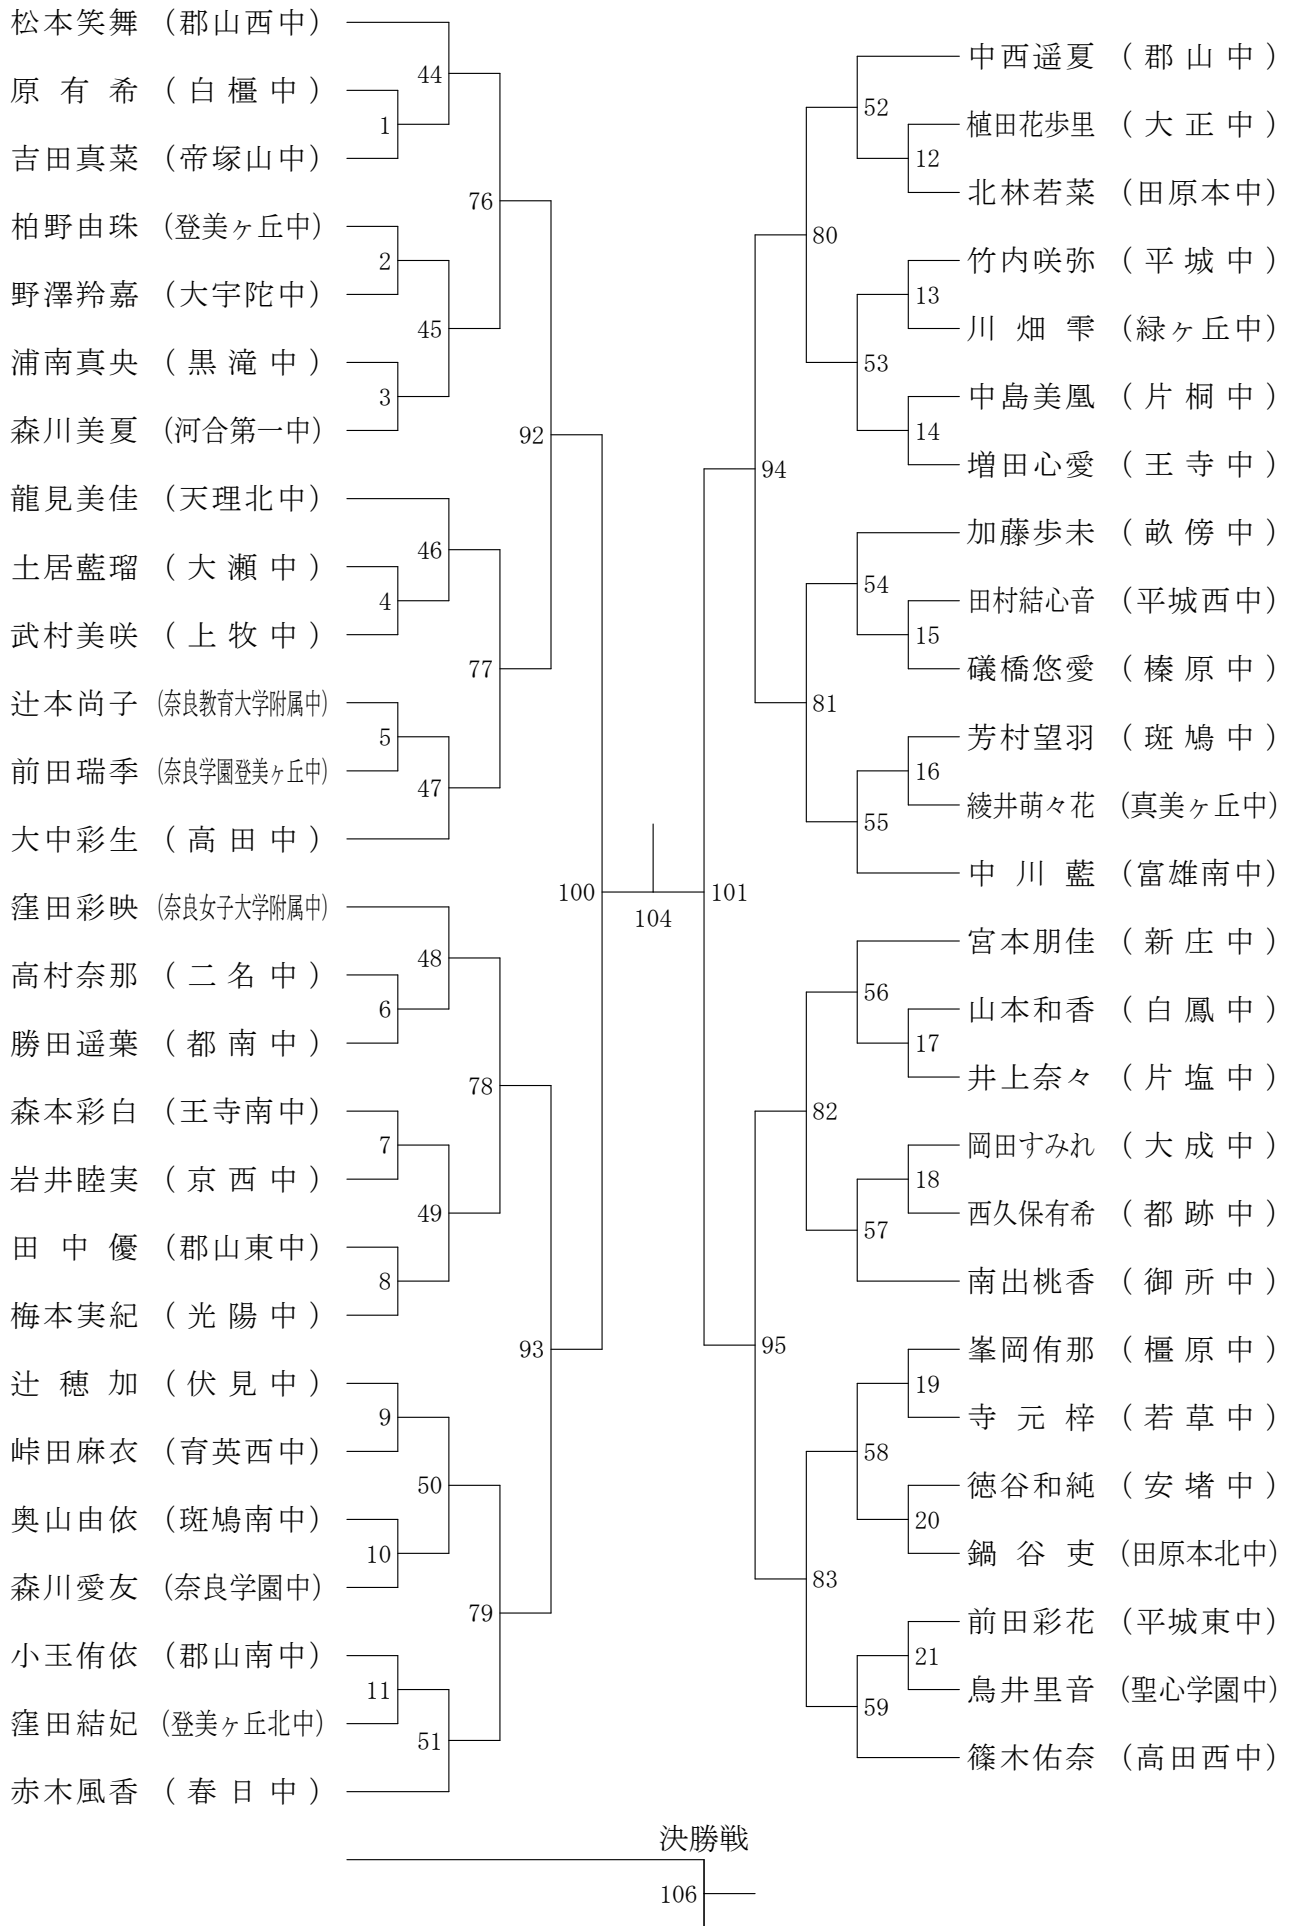 松本笑舞 (郡山西中)
原有希 (白橿中)
吉田真菜 (帝塚山中)
柏野由珠 (登美ヶ丘中)
野澤羚嘉 (大宇陀中)
浦南真央 (黒滝中)
森川美夏 (河合第一中)
龍見美佳 (天理北中)
土居藍瑠 (大瀬中)
武村美咲 (上牧中)
辻本尚子 (奈良教育大学附属中)
前田瑞季 (奈良学園登美ヶ丘中)
大中彩生 (高田中)
窪田彩映 (奈良女子大学附属中)
高村奈那 (二名中)
勝田遥葉 (都南中)
森本彩白 (王寺南中)
岩井睦実 (京西中)
田中優 (郡山東中)
梅本実紀 (光陽中)
辻穂加 (伏見中)
峠田麻衣 (育英西中)
奥山由依 (斑鳩南中)
森川愛友 (奈良学園中)
小玉侑依 (郡山南中)
窪田結妃 (登美ヶ丘北中)
赤木風香 (春日中)
1
2
3
4
5
6
7
8
9
10
11
44
45
46
47
48
49
50
51
76
77
78
79
92
93
100
104
101
94
95
80
81
82
83
52
53
54
55
56
57
58
59
12
13
14
15
16
17
18
19
20
21
中西遥夏 (郡山中)
植田花歩里 (大正中)
北林若菜 (田原本中)
竹内咲弥 (平城中)
川畑雫 (緑ヶ丘中)
中島美凰 (片桐中)
増田心愛 (王寺中)
加藤歩未 (畝傍中)
田村結心音 (平城西中)
礒橋悠愛 (榛原中)
芳村望羽 (斑鳩中)
綾井萌々花 (真美ヶ丘中)
中川藍 (富雄南中)
宮本朋佳 (新庄中)
山本和香 (白鳳中)
井上奈々 (片塩中)
岡田すみれ (大成中)
西久保有希 (都跡中)
南出桃香 (御所中)
峯岡侑那 (橿原中)
寺元梓 (若草中)
徳谷和純 (安堵中)
鍋谷吏 (田原本北中)
前田彩花 (平城東中)
鳥井里音 (聖心学園中)
篠木佑奈 (高田西中)
決勝戦
106